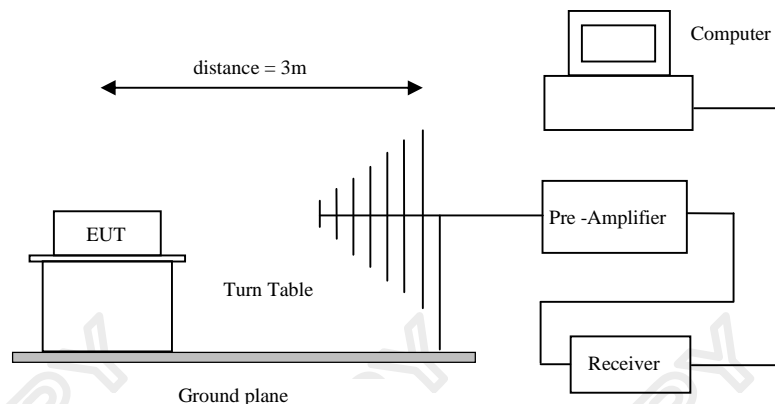 Computer
distance = 3m
Pre -Amplifier
EUT
Turn Table
Receiver
Ground plane